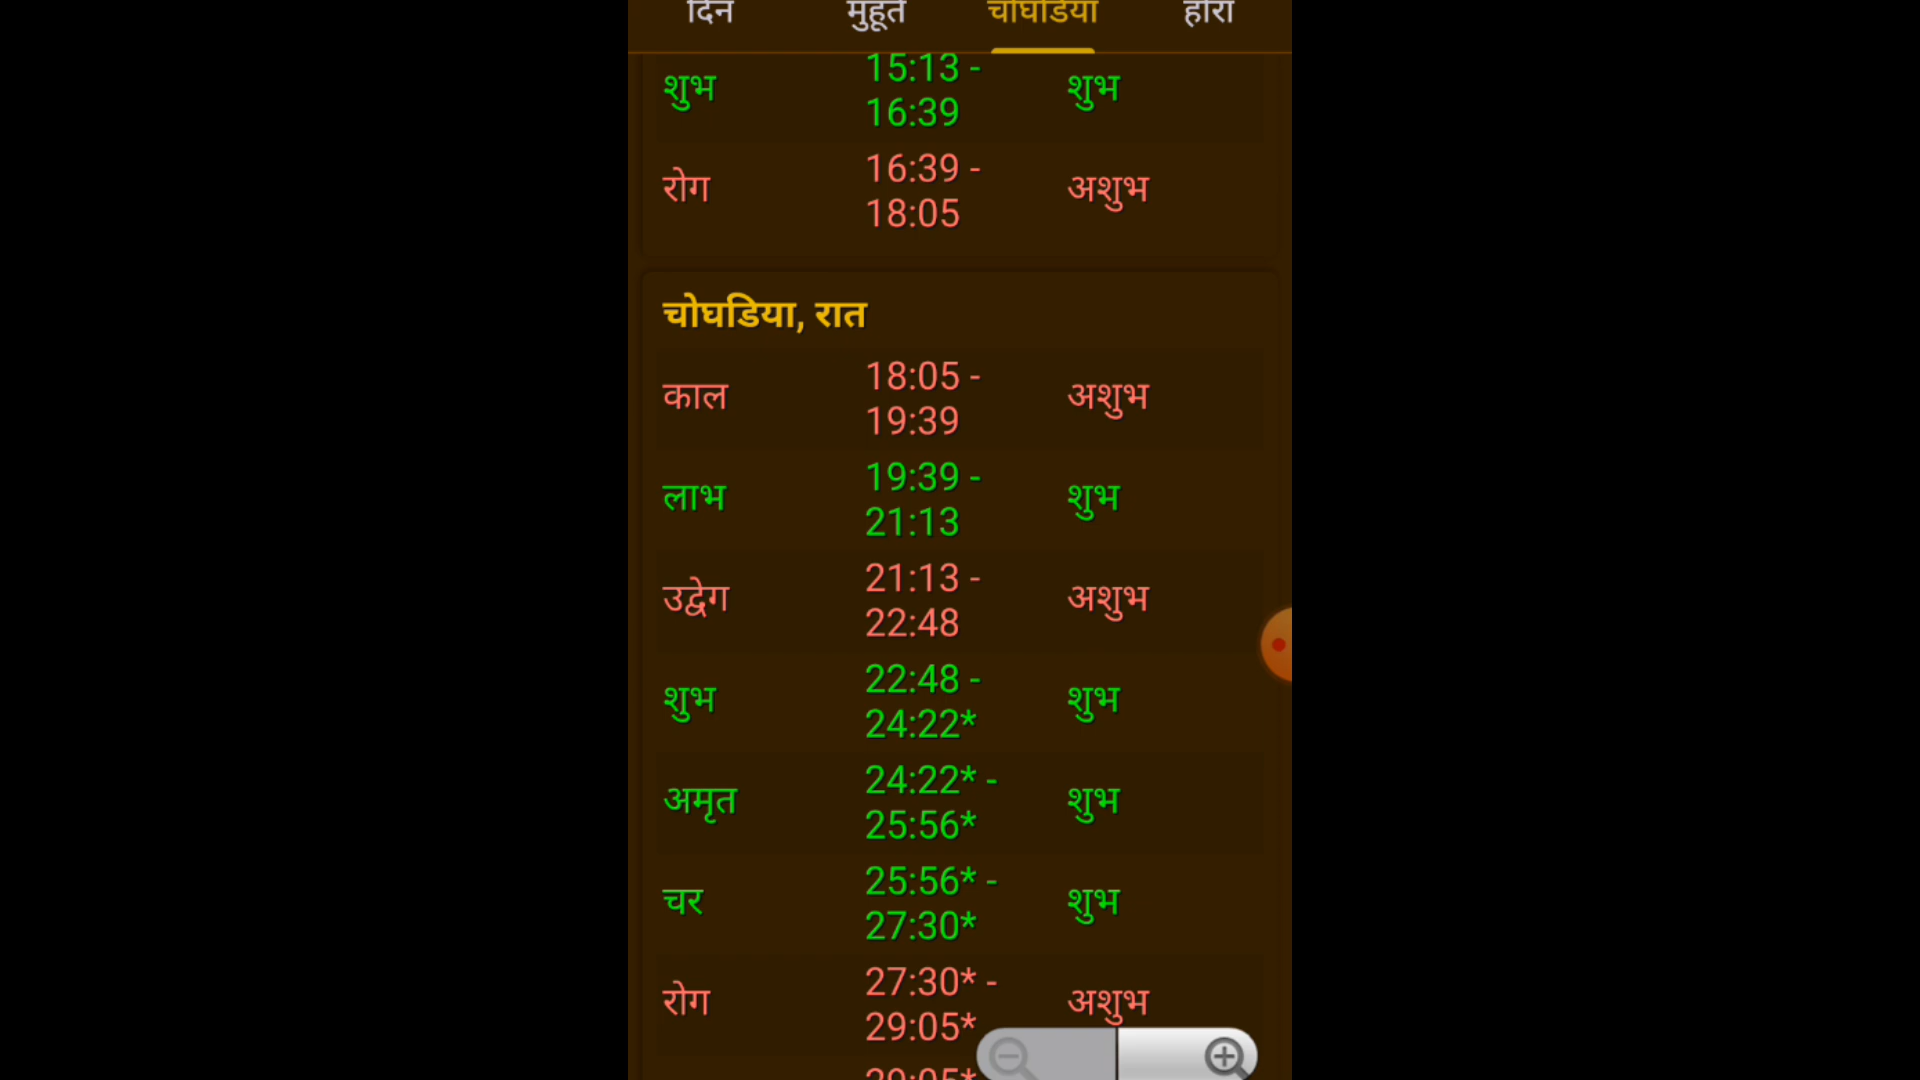 दिन मुहूर्त चोघडिया होरा
शुभ 15:13 - 16:39 शुभ
रोग 16:39 - 18:05 अशुभ
चोघडिया, रात
काल 18:05 - 19:39 अशुभ
लाभ 19:39 - 21:13 शुभ
उद्वेग 21:13 - 22:48 अशुभ
शुभ 22:48 - 24:22* शुभ
अमृत 24:22* - 25:56* शुभ
चर 25:56* - 27:30* शुभ
रोग 27:30* - 29:05* अशुभ
29:05*